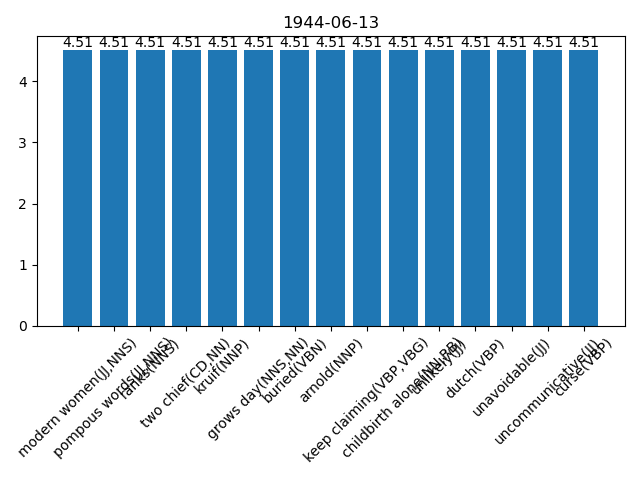 1944-06-13
4.51 4.51 4.51 4.51 4.51 4.51 4.51 4.51 4.51 4.51 4.51 4.51 4.51 4.51 4.51
4
3
2
1
0
modern women(JJ,NNS)
pompous words(JJ,NNS)
two chief(CD,NN)
kruif(NNP)
grows day(NNS,NN)
buried(VBN)
arnold(NNP)
keep claiming(VBP,VBG)
childbirth alone(NN,RB)
unlikely(JJ)
dutch(VBP)
unavoidable(JJ)
uncommunicative(JJ)
curse(VBP)